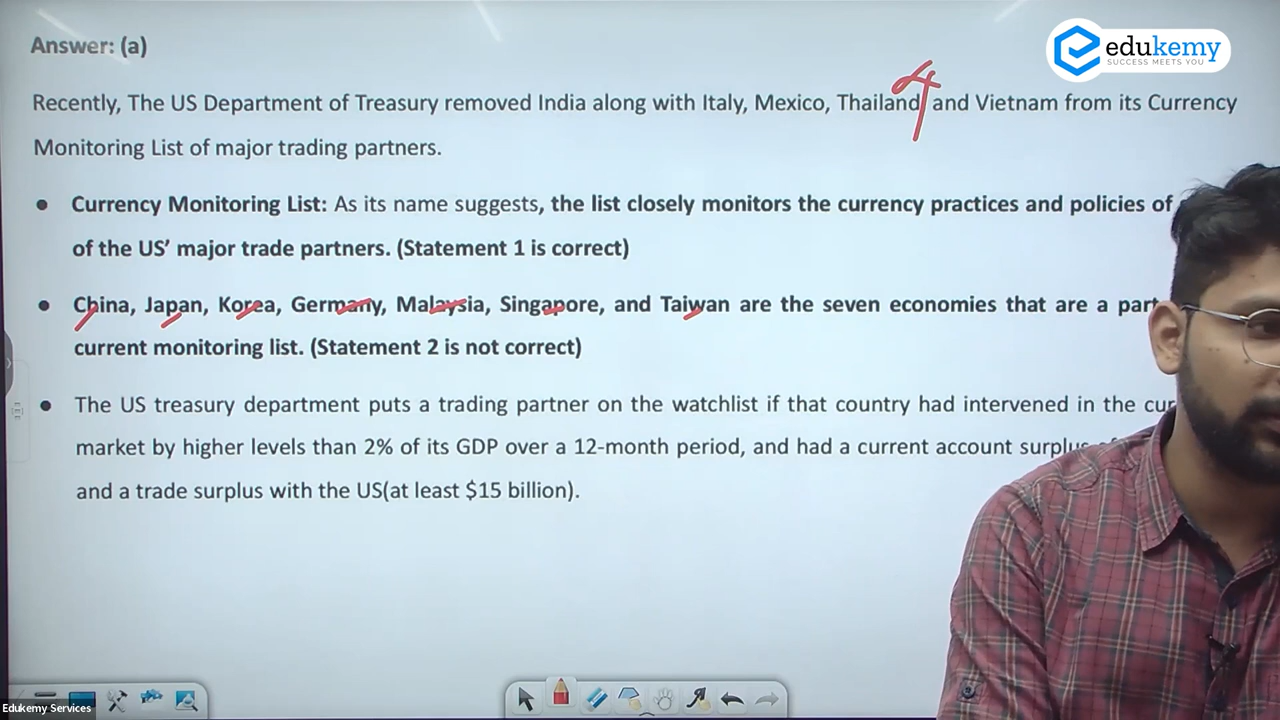 Answer: (a)
edukemy
SUCCESS MEETS YOU
Recently, The US Department of Treasury removed India along with Italy, Mexico, Thailand, and Vietnam from its Currency
Monitoring List of major trading partners.
● Currency Monitoring List: As its name suggests, the list closely monitors the currency practices and policies of
of the US’ major trade partners. (Statement 1 is correct)
● China, Japan, Korea, Germany, Malaysia, Singapore, and Taiwan are the seven economies that are a part
current monitoring list. (Statement 2 is not correct)
● The US treasury department puts a trading partner on the watchlist if that country had intervened in the cur
market by higher levels than 2% of its GDP over a 12-month period, and had a current account surplus
and a trade surplus with the US(at least $15 billion).
Edukemy Services